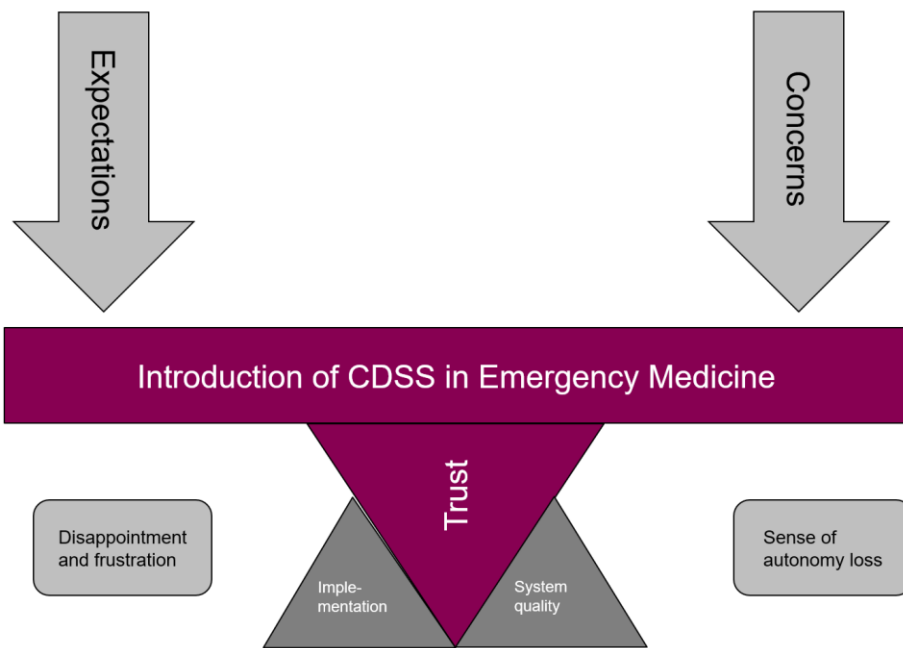 Expectations
Concerns
Introduction of CDSS in Emergency Medicine
Trust
Disappointment
and frustration
Imple-
mentation
System
quality
Sense of
autonomy loss